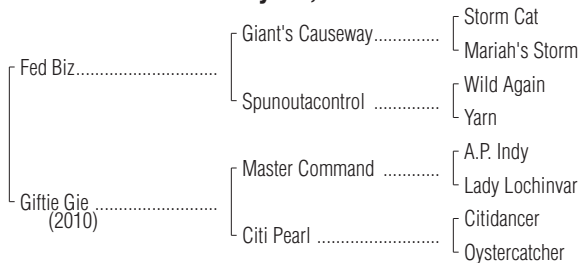 Giant's Causeway............... Storm Cat
Mariah's Storm
Fed Biz.............................
Spunoutacontrol .............. Wild Again
Yarn
Master Command ............ A.P. Indy
Lady Lochinvar
Giftie Gie .........................
(2010)
Citi Pearl .......................... Citidancer
Oystercatcher